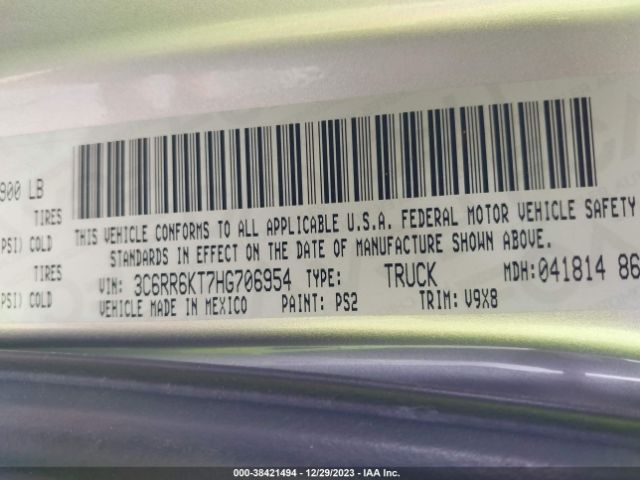 900 LB
TIRES
PSI) COLD
TIRES
PSI) COLD
THIS VEHICLE CONFORMS TO ALL APPLICABLE U.S.A. FEDERAL MOTOR VEHICLE SAFETY
STANDARDS IN EFFECT ON THE DATE OF MANUFACTURE SHOWN ABOVE.
VIN: 3C6RR6KT7HG706954 TYPE: TRUCK MDH:041814 86
VEHICLE MADE IN MEXICO PAINT: PS2 TRIM: V9X8
000-38421494 - 12/29/2023 - IAA Inc.